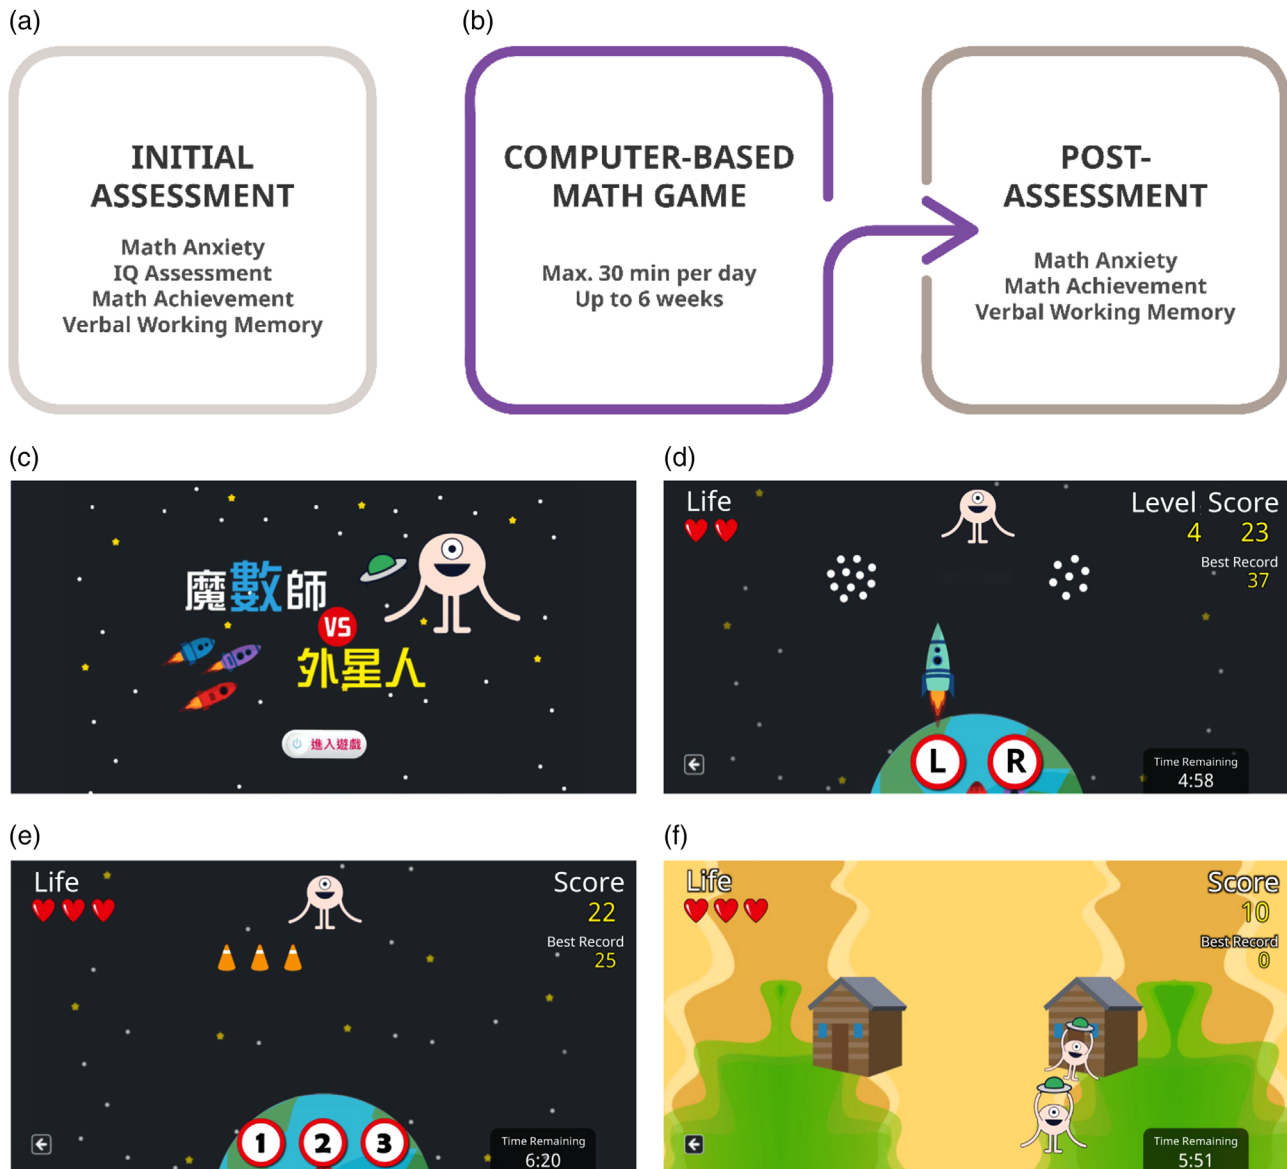 (a)
INITIAL
ASSESSMENT
Math Anxiety
IQ Assessment
Math Achievement
Verbal Working Memory
(b)
COMPUTER-BASED
MATH GAME
Max. 30 min per day
Up to 6 weeks
POST-
ASSESSMENT
Math Anxiety
Math Achievement
Verbal Working Memory
(c)
魔數師
VS
外星人
進入遊戲
(d)
Life
Level Score
4 23
Best Record
37
L R
Time Remaining
4:58
(e)
Life
Score
22
Best Record
25
1 2 3
Time Remaining
6:20
(f)
Life
Score
10
Best Record
0
Time Remaining
5:51